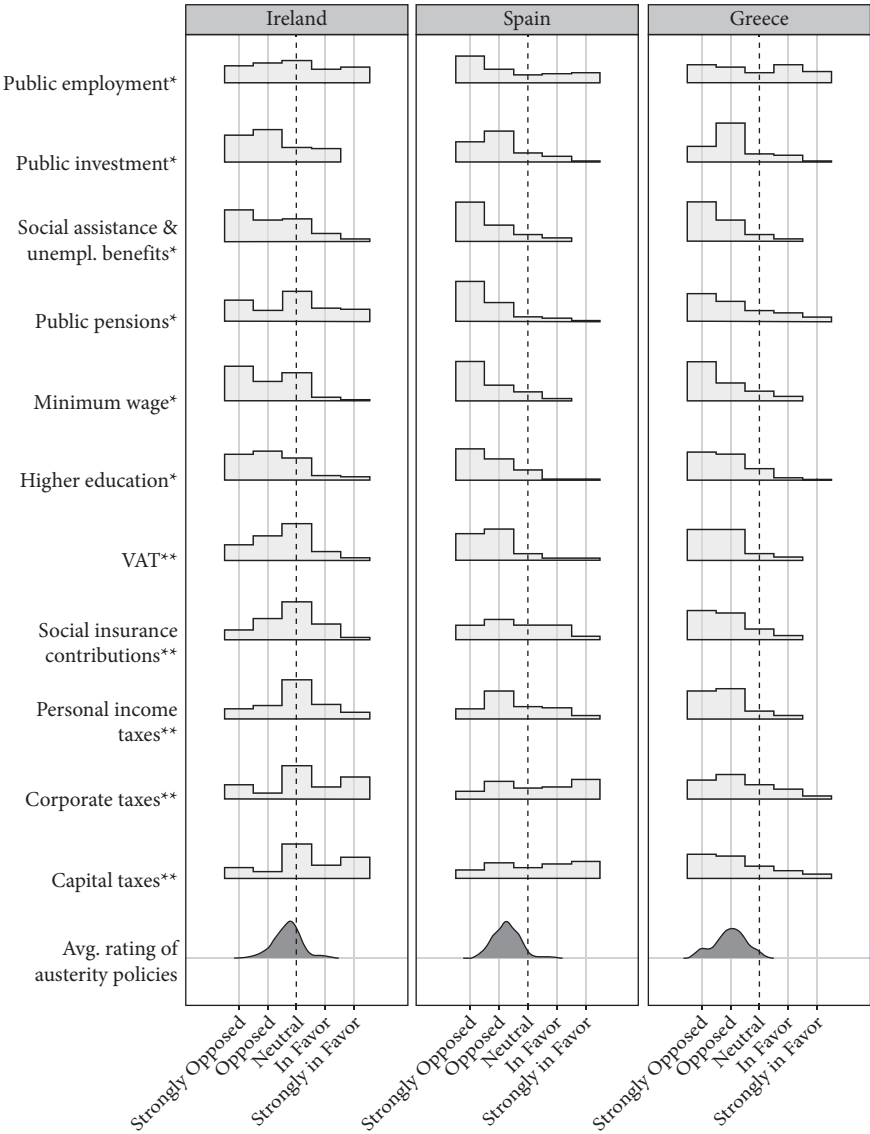 Ireland
Spain
Greece
Public employment*
Public investment*
Social assistance &
unempl. benefits*
Public pensions*
Minimum wage*
Higher education*
VAT**
Social insurance
contributions**
Personal income
taxes**
Corporate taxes**
Capital taxes**
Avg. rating of
austerity policies
Strongly Opposed
Opposed
Neutral
In Favor
Strongly in Favor
Strongly Opposed
Opposed
Neutral
In Favor
Strongly in Favor
Strongly Opposed
Opposed
Neutral
In Favor
Strongly in Favor